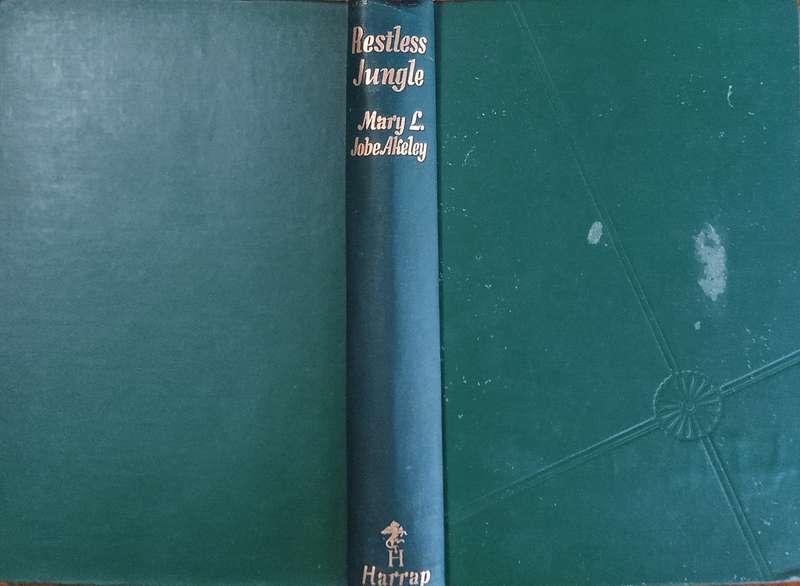 Restless
Jungle
Mary L.
Jobe Akeley
H
Harrap